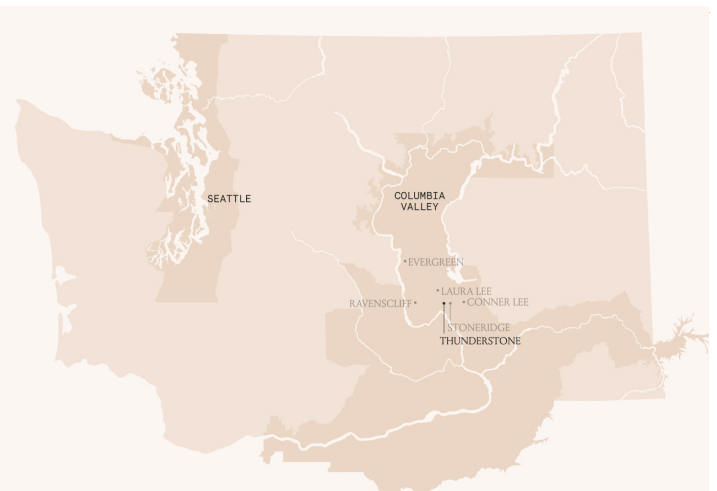 SEATTLE
COLUMBIA
VALLEY
EVERGREEN
LAURA LEE
RAVENSCLIFF
CONNER LEE
STONERIDGE
THUNDERSTONE